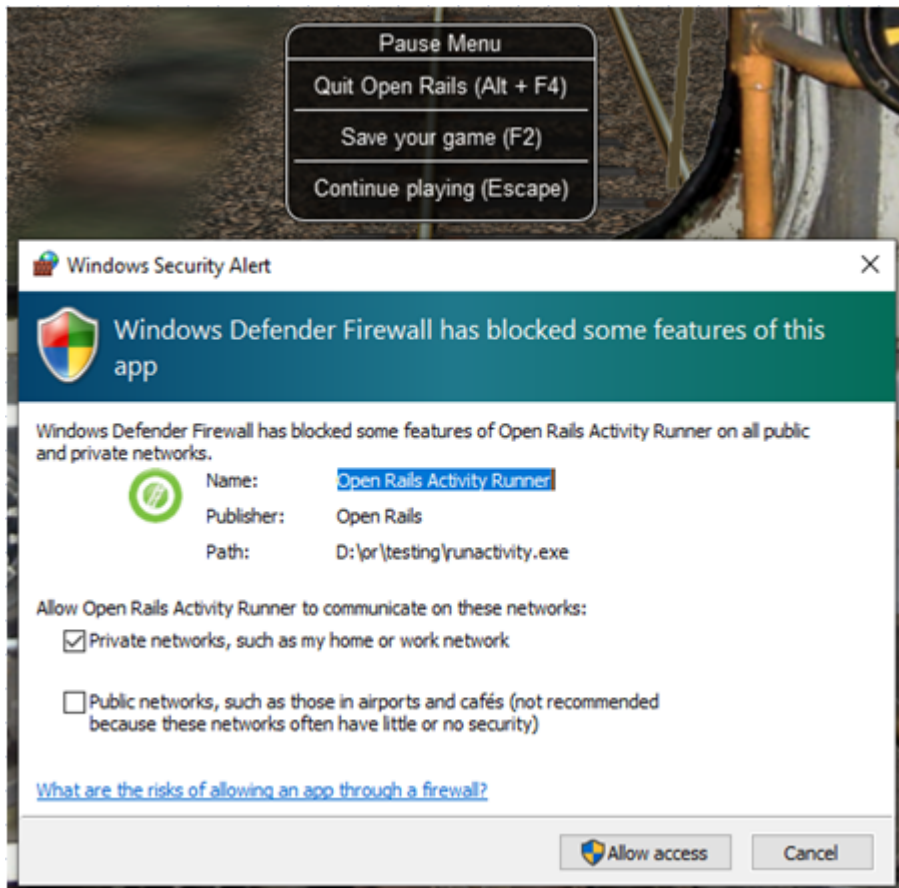 Pause Menu
Quit Open Rails (Alt + F4)
Save your game (F2)
Continue playing (Escape)
Windows Security Alert
Windows Defender Firewall has blocked some features of this
app
Windows Defender Firewall has blocked some features of Open Rails Activity Runner on all public
and private networks.
Name: Open Rails Activity Runner
Publisher: Open Rails
Path: D:\or\testing\runactivity.exe
Allow Open Rails Activity Runner to communicate on these networks:
Private networks, such as my home or work network
Public networks, such as those in airports and cafés (not recommended
because these networks often have little or no security)
What are the risks of allowing an app through a firewall?
Allow access Cancel